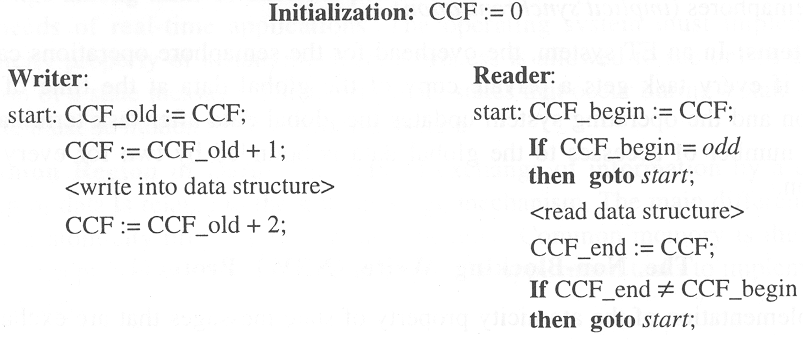 Initialization: CCF := 0
Writer:
start: CCF_old := CCF;
CCF := CCF_old + 1;
<write into data structure>
CCF := CCF_old + 2;
Reader:
start: CCF_begin := CCF;
If CCF_begin = odd
then goto start;
<read data structure>
CCF_end := CCF;
If CCF_end ≠ CCF_begin
then goto start;